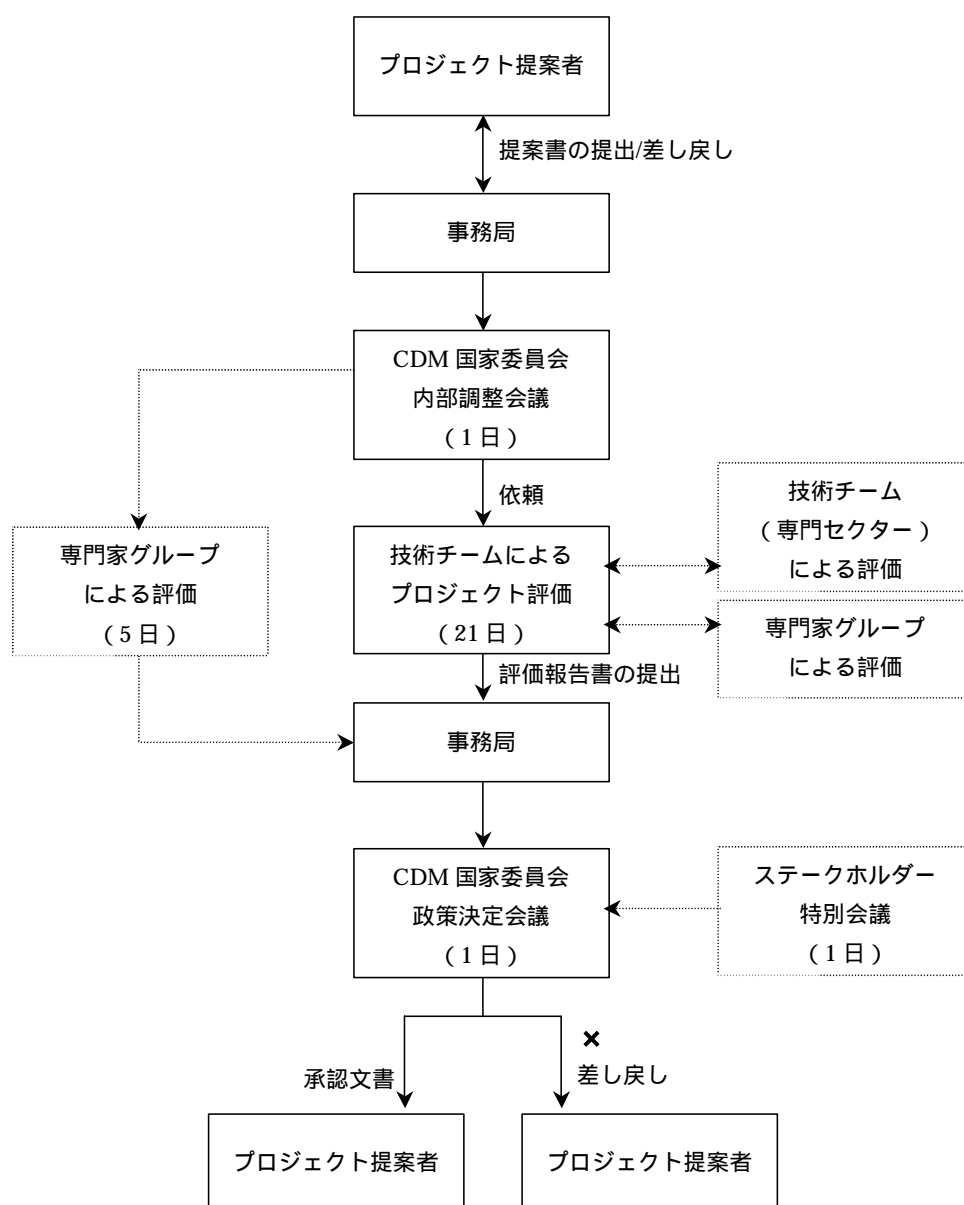 プロジェクト提案者
提案書の提出/差し戻し
事務局
CDM 国家委員会
内部調整会議
（1 日）
依頼
専門家グループ
による評価
（5 日）
技術チームによる
プロジェクト評価
（21 日）
技術チーム
（専門セクター）
による評価
専門家グループ
による評価
評価報告書の提出
事務局
CDM 国家委員会
政策決定会議
（1 日）
ステークホルダー
特別会議
（1 日）
承認文書
×
差し戻し
プロジェクト提案者
プロジェクト提案者